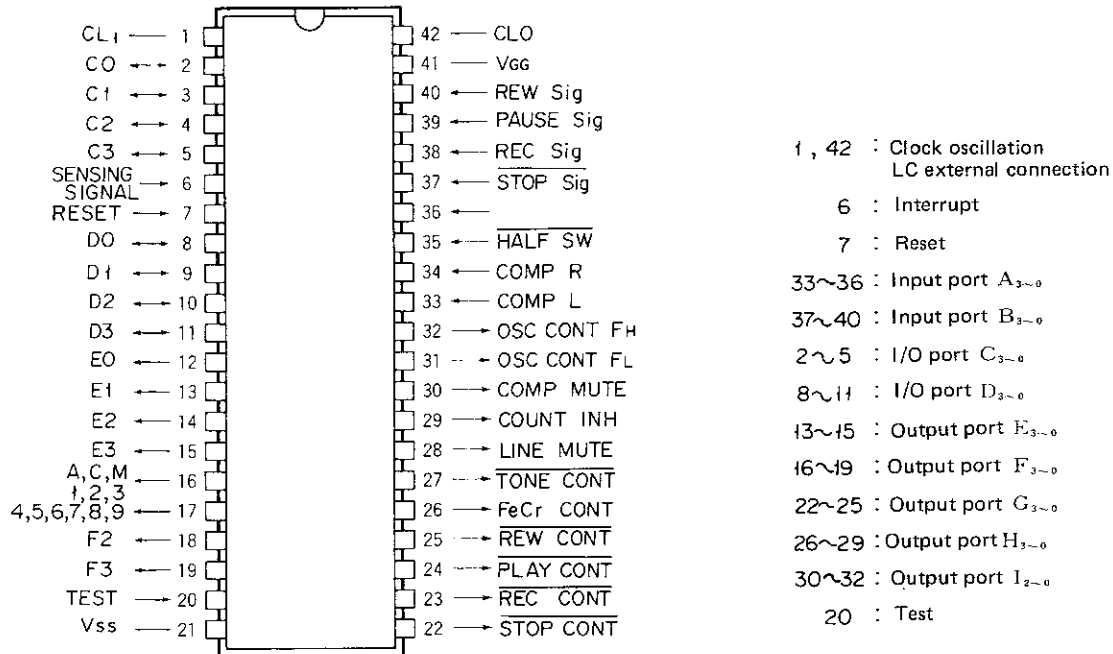 CL1 1
C0 2
C1 3
C2 4
C3 5
SENSING
SIGNAL 6
RESET 7
D0 8
D1 9
D2 10
D3 11
E0 12
E1 13
E2 14
E3 15
A,C,M
1,2,3 16
4,5,6,7,8,9 17
F2 18
F3 19
TEST 20
Vss 21
42 CLO
41 VGG
40 REW Sig
39 PAUSE Sig
38 REC Sig
37 STOP Sig
36
35 HALF SW
34 COMP R
33 COMP L
32 OSC CONT FH
31 OSC CONT FL
30 COMP MUTE
29 COUNT INH
28 LINE MUTE
27 TONE CONT
26 FeCr CONT
25 REW CONT
24 PLAY CONT
23 REC CONT
22 STOP CONT
1, 42 : Clock oscillation
LC external connection
6 : Interrupt
7 : Reset
33~36 : Input port A3~0
37~40 : Input port B3~0
2~5 : I/O port C3~0
8~11 : I/O port D3~0
13~15 : Output port E3~0
16~19 : Output port F3~0
22~25 : Output port G3~0
26~29 : Output port H3~0
30~32 : Output port I2~0
20 : Test